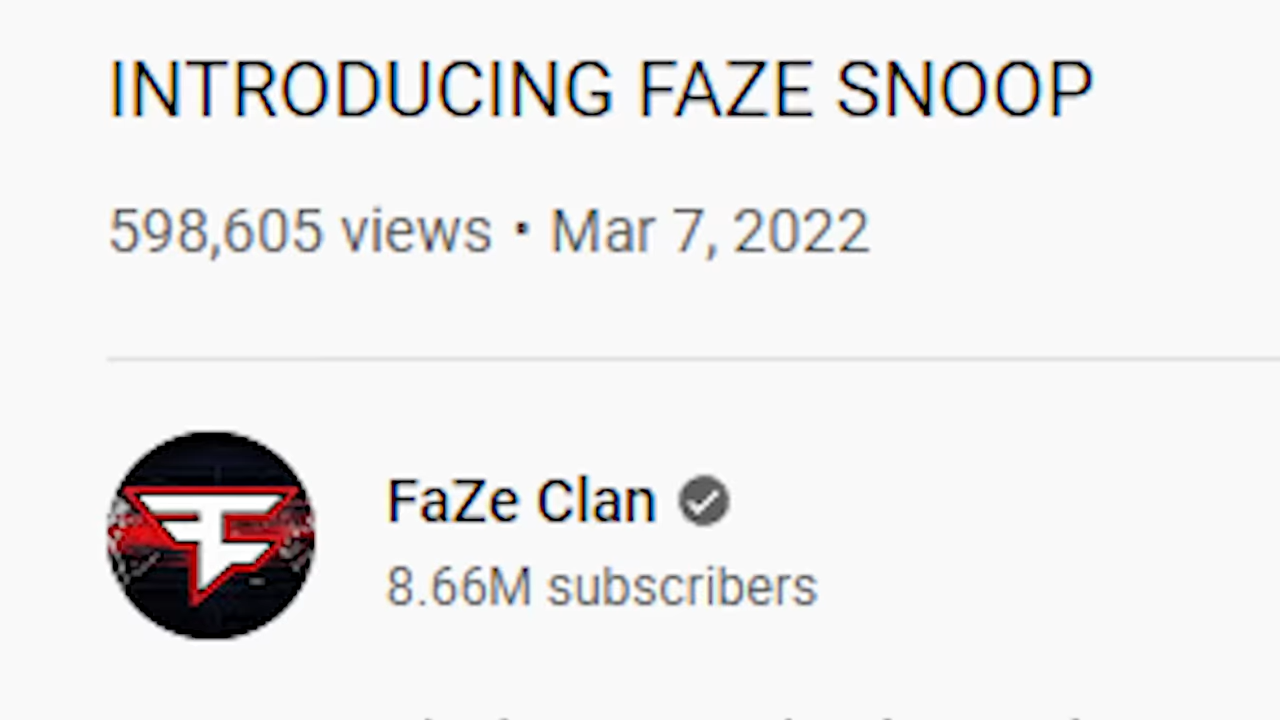 INTRODUCING FAZE SNOOP
598,605 views • Mar 7, 2022
FaZe Clan
8.66M subscribers